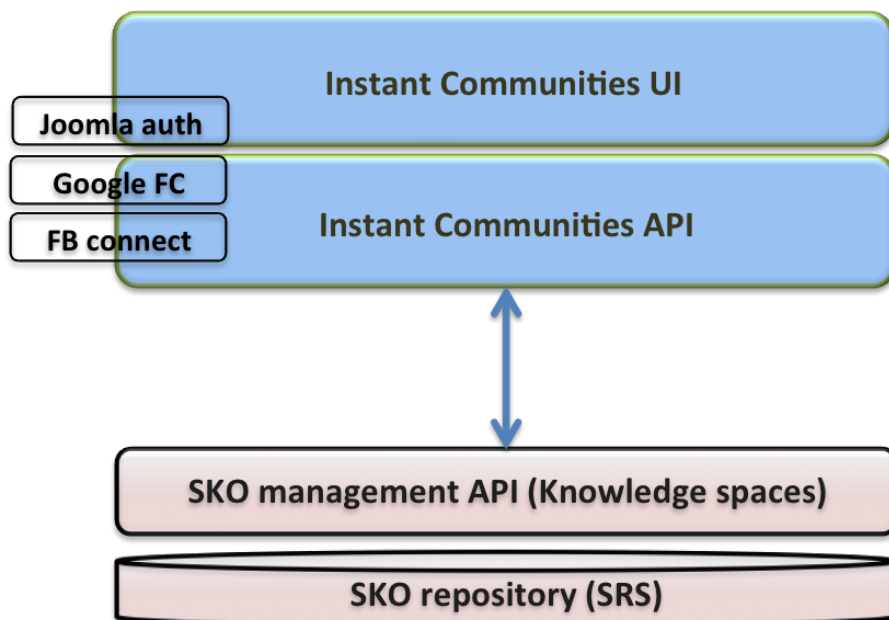 Instant Communities UI
Joomla auth
Google FC
Instant Communities API
FB connect
SKO management API (Knowledge spaces)
SKO repository (SRS)